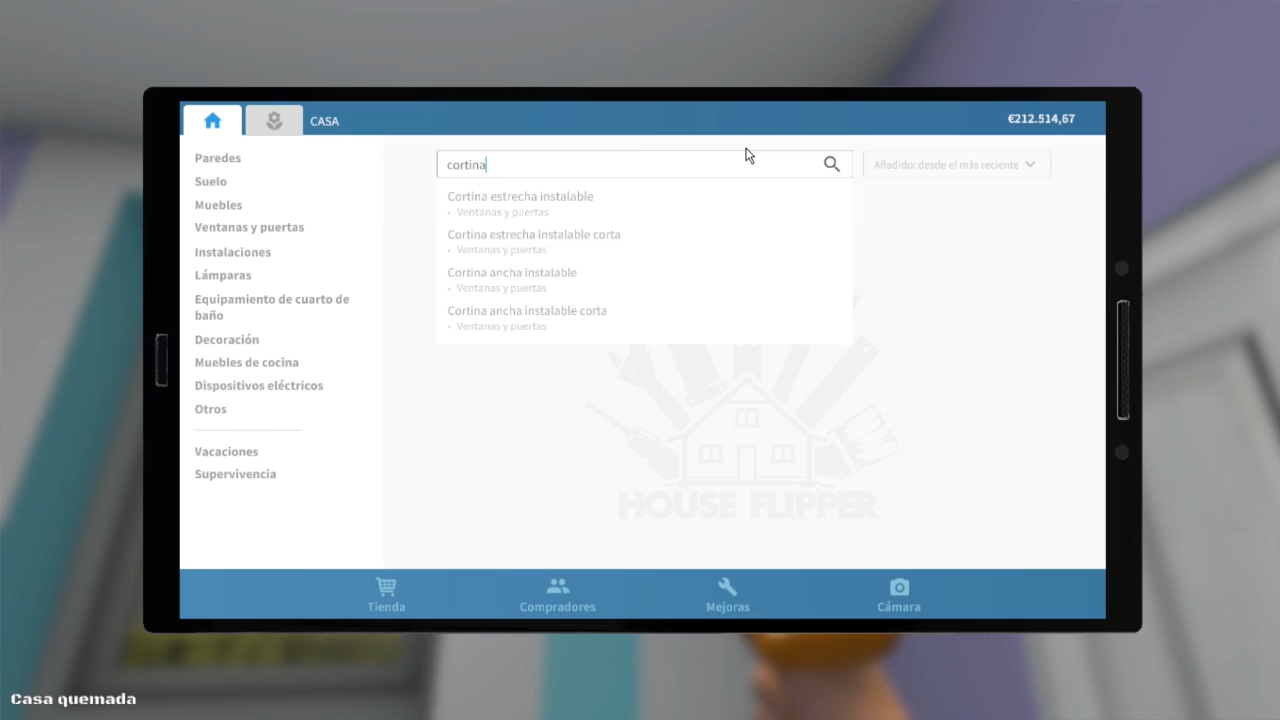 CASA
€212.514,67
Paredes
Suelo
Muebles
Ventanas y puertas
Instalaciones
Lámparas
Equipamiento de cuarto de
baño
Decoración
Muebles de cocina
Dispositivos eléctricos
Otros
Vacaciones
Supervivencia
cortina
Añadido: desde el más reciente
Cortina estrecha instalable
• Ventanas y puertas
Cortina estrecha instalable corta
• Ventanas y puertas
Cortina ancha instalable
• Ventanas y puertas
Cortina ancha instalable corta
• Ventanas y puertas
HOUSE FLIPPER
Tienda
Compradores
Mejoras
Cámara
Casa quemada